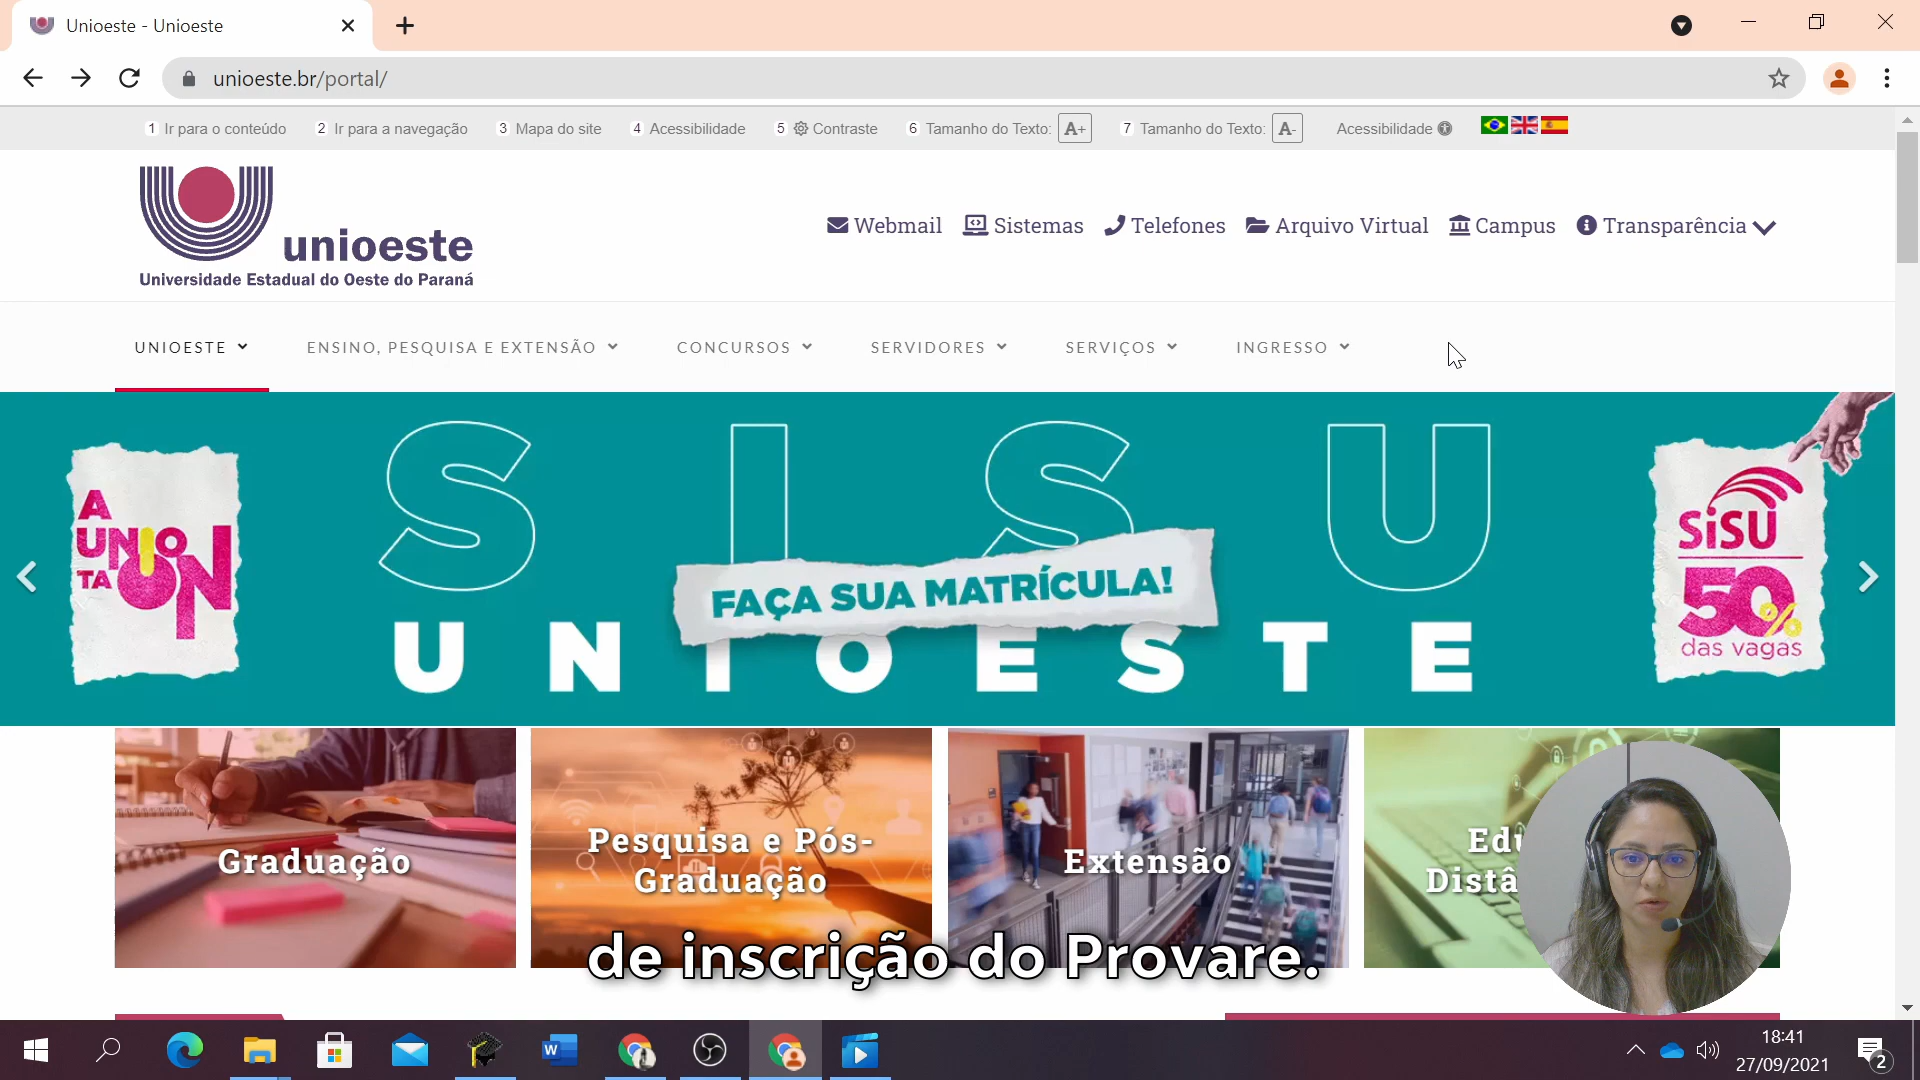 Unioeste - Unioeste
unioeste.br/portal/
1 Ir para o conteúdo 2 Ir para a navegação 3 Mapa do site 4 Acessibilidade 5 Contraste 6 Tamanho do Texto: A+ 7 Tamanho do Texto: A- Acessibilidade
unioeste
Universidade Estadual do Oeste do Paraná
Webmail Sistemas Telefones Arquivo Virtual Campus Transparência
UNIOESTE ENSINO, PESQUISA E EXTENSÃO CONCURSOS SERVIDORES SERVIÇOS INGRESSO
A
UNIO
TA ON
SISU
FAÇA SUA MATRÍCULA!
UNIOESTE
SiSU
50%
das vagas
Graduação
Pesquisa e Pós-
Graduação
Extensão
de inscrição do Provare.
18:41
27/09/2021
2